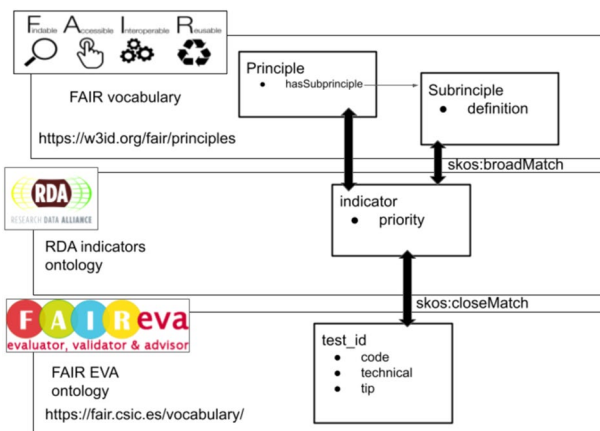 Findable Accessible Interoperable Reusable
FAIR vocabulary
https://w3id.org/fair/principles
Principle
hasSubprinciple
Subrinciple
definition
skos:broadMatch
RDA
RESEARCH DATA ALLIANCE
RDA indicators
ontology
indicator
priority
skos:closeMatch
FAIReva
evaluator, validator & advisor
FAIR EVA
ontology
https://fair.csic.es/vocabulary/
test_id
code
technical
tip